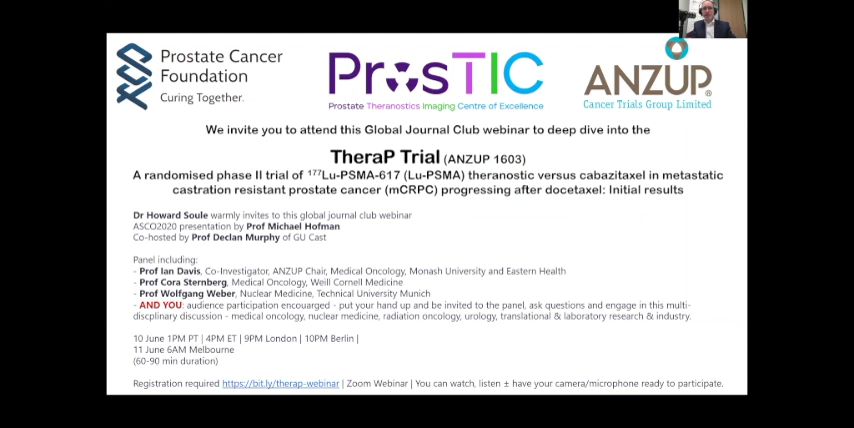 Prostate Cancer
Foundation
Curing Together.
ProsTIC
Prostate Theranostics Imaging Centre of Excellence
ANZUP®
Cancer Trials Group Limited
We invite you to attend this Global Journal Club webinar to deep dive into the
TheraP Trial (ANZUP 1603)
A randomised phase II trial of ¹⁷⁷Lu-PSMA-617 (Lu-PSMA) theranostic versus cabazitaxel in metastatic
castration resistant prostate cancer (mCRPC) progressing after docetaxel: Initial results
Dr Howard Soule warmly invites to this global journal club webinar
ASCO2020 presentation by Prof Michael Hofman
Co-hosted by Prof Declan Murphy of GU Cast
Panel including:
- Prof Ian Davis, Co-Investigator, ANZUP Chair, Medical Oncology, Monash University and Eastern Health
- Prof Cora Sternberg, Medical Oncology, Weill Cornell Medicine
- Prof Wolfgang Weber, Nuclear Medicine, Technical University Munich
- AND YOU: audience participation encouarged - put your hand up and be invited to the panel, ask questions and engage in this multi-
discplinary discussion - medical oncology, nuclear medicine, radiation oncology, urology, translational & laboratory research & industry.
10 June 1PM PT | 4PM ET | 9PM London | 10PM Berlin |
11 June 6AM Melbourne
(60-90 min duration)
Registration required https://bit.ly/therap-webinar | Zoom Webinar | You can watch, listen ± have your camera/microphone ready to participate.